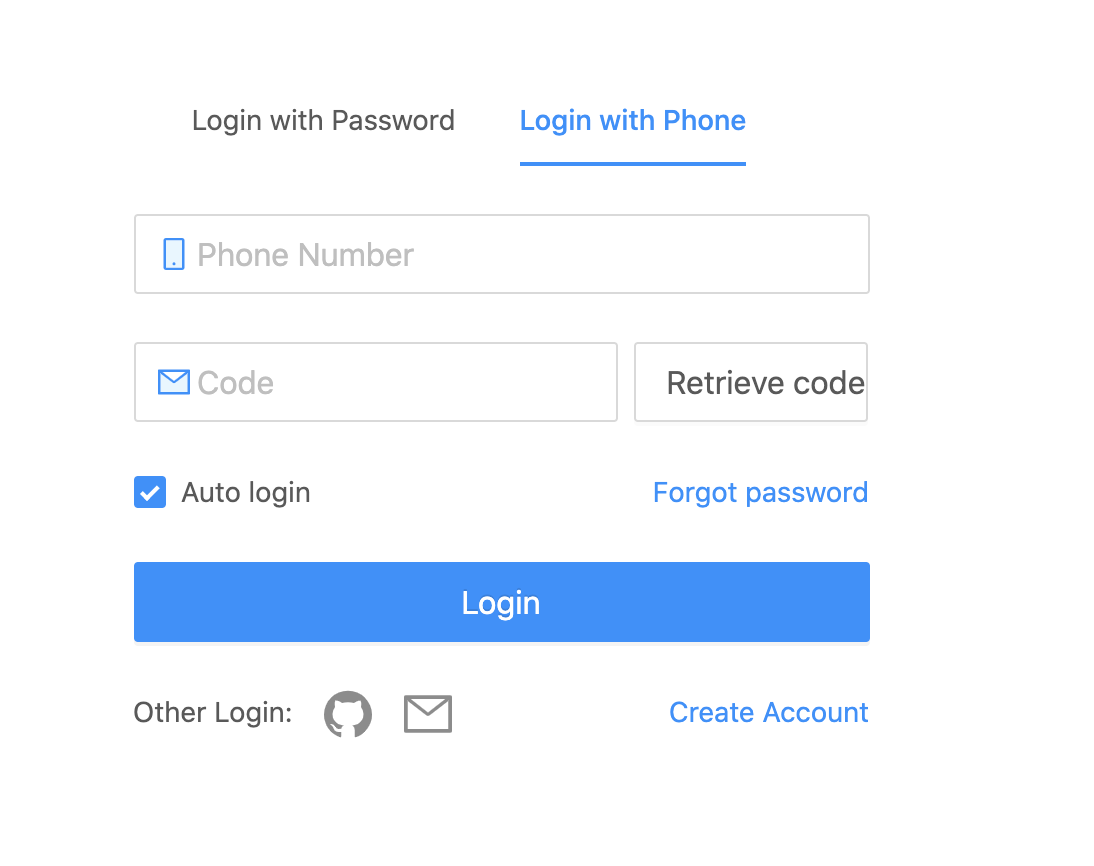 Login with Password Login with Phone
Phone Number
Code Retrieve code
Auto login Forgot password
Login
Other Login: Create Account